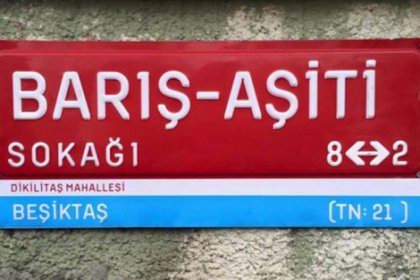 BARIŞ-AŞİTİ
SOKAĞI 8↔2
DİKİLİTAŞ MAHALLESİ
BEŞİKTAŞ (TN: 21 )